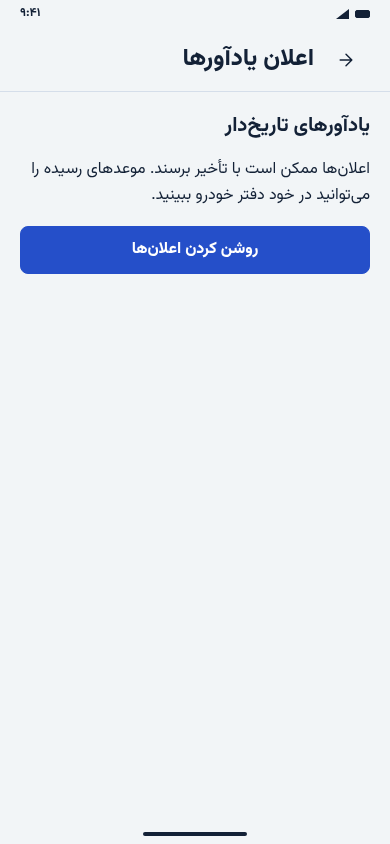 ۹:۴۱
اعلان یادآورها
یادآورهای تاریخ‌دار
اعلان‌ها ممکن است با تأخیر برسند. موعدهای رسیده را
می‌توانید در خود دفتر خودرو ببینید.
روشن کردن اعلان‌ها